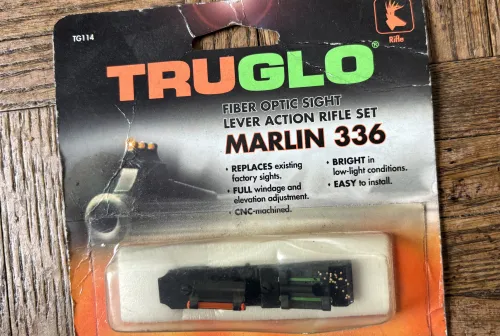 TG114
Rifle
TRUGLO®
FIBER OPTIC SIGHT
LEVER ACTION RIFLE SET
MARLIN 336
• REPLACES existing
factory sights.
• FULL windage and
elevation adjustment.
• CNC-machined.
• BRIGHT in
low-light conditions.
• EASY to install.